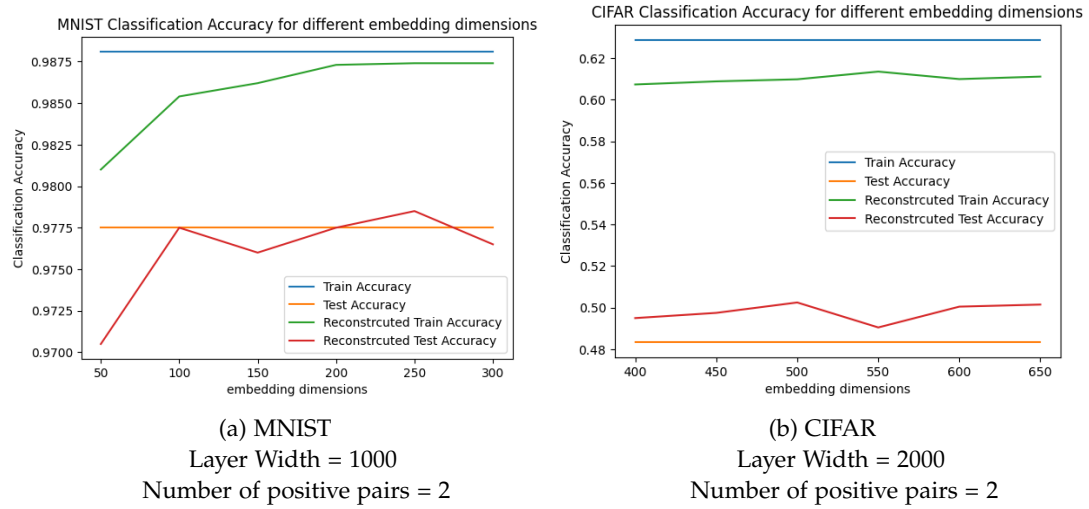 MNIST Classification Accuracy for different embedding dimensions
0.9875
0.9850
0.9825
0.9800
0.9775
0.9750
0.9725
0.9700
Classification Accuracy
Train Accuracy
Test Accuracy
Reconstrcuted Train Accuracy
Reconstrcuted Test Accuracy
50 100 150 200 250 300
embedding dimensions
(a) MNIST
Layer Width = 1000
Number of positive pairs = 2
CIFAR Classification Accuracy for different embedding dimensions
0.62
0.60
0.58
0.56
0.54
0.52
0.50
0.48
Classification Accuracy
Train Accuracy
Test Accuracy
Reconstrcuted Train Accuracy
Reconstrcuted Test Accuracy
400 450 500 550 600 650
embedding dimensions
(b) CIFAR
Layer Width = 2000
Number of positive pairs = 2